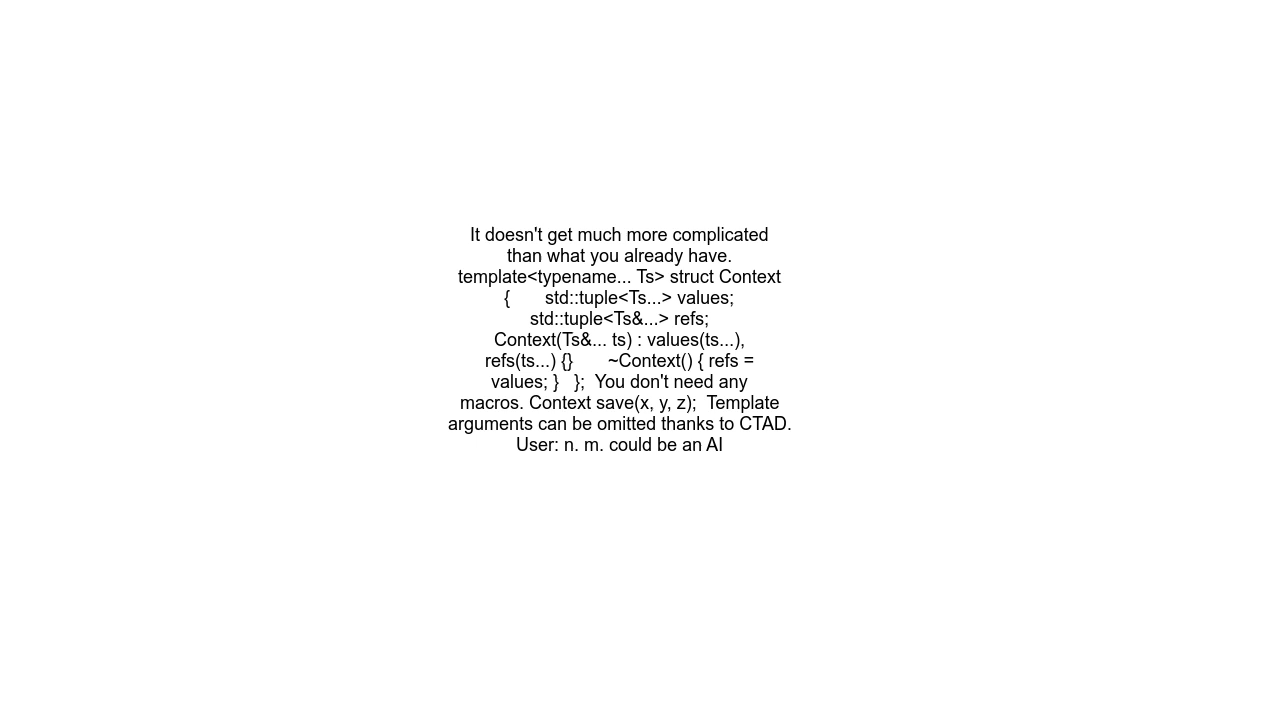 It doesn't get much more complicated
than what you already have.
template<typename... Ts> struct Context
{       std::tuple<Ts...> values;
std::tuple<Ts&...> refs;
Context(Ts&... ts) : values(ts...),
refs(ts...) {}       ~Context() { refs =
values; }   };  You don't need any
macros. Context save(x, y, z);  Template
arguments can be omitted thanks to CTAD.
User: n. m. could be an AI